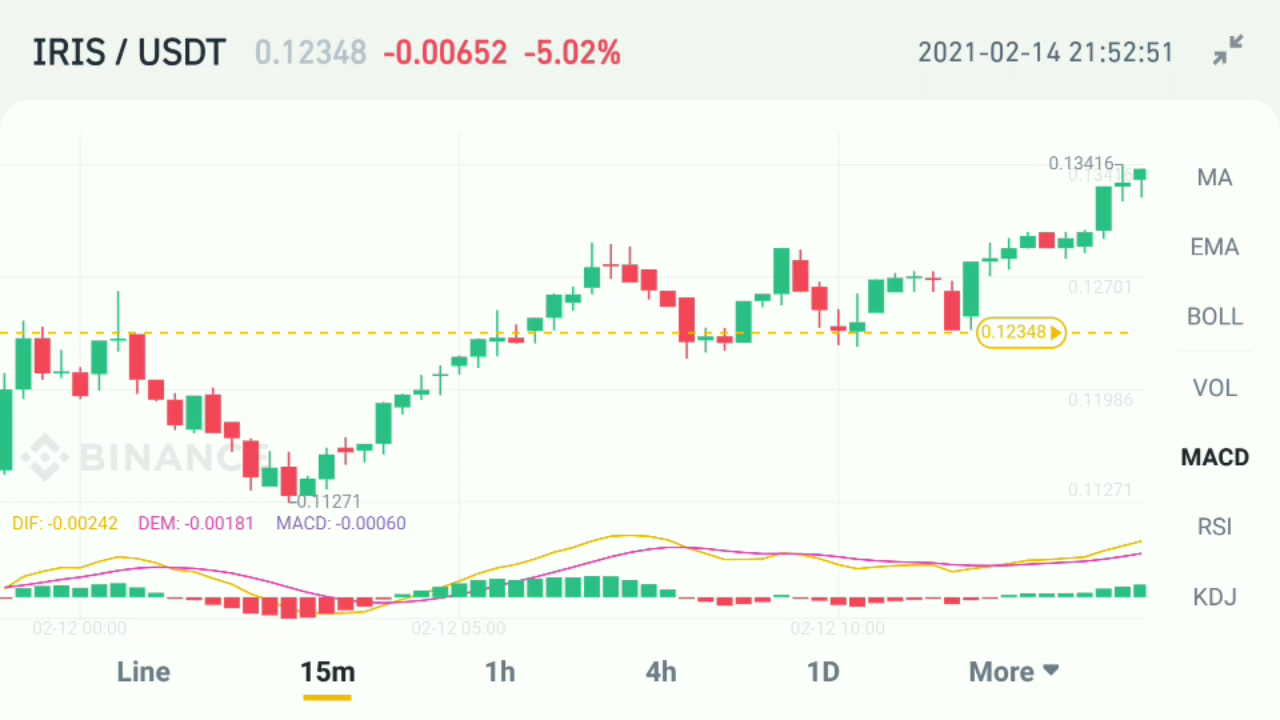 IRIS / USDT 0.12348 -0.00652 -5.02% 2021-02-14 21:52:51
0.13416
0.13416
MA
EMA
0.12701
BOLL
0.12348
VOL
0.11986
BINANCE
MACD
0.11271
0.11271
DIF: -0.00242 DEM: -0.00181 MACD: -0.00060
RSI
KDJ
02-12 00:00 02-12 05:00 02-12 10:00
Line 15m 1h 4h 1D More